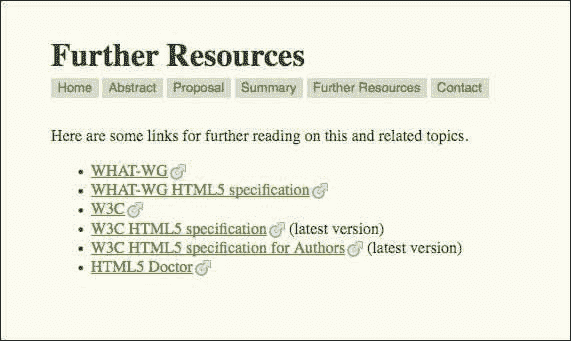 Further Resources
Home Abstract Proposal Summary Further Resources Contact
Here are some links for further reading on this and related topics.
• WHAT-WG
• WHAT-WG HTML5 specification
• W3C
• W3C HTML5 specification (latest version)
• W3C HTML5 specification for Authors (latest version)
• HTML5 Doctor